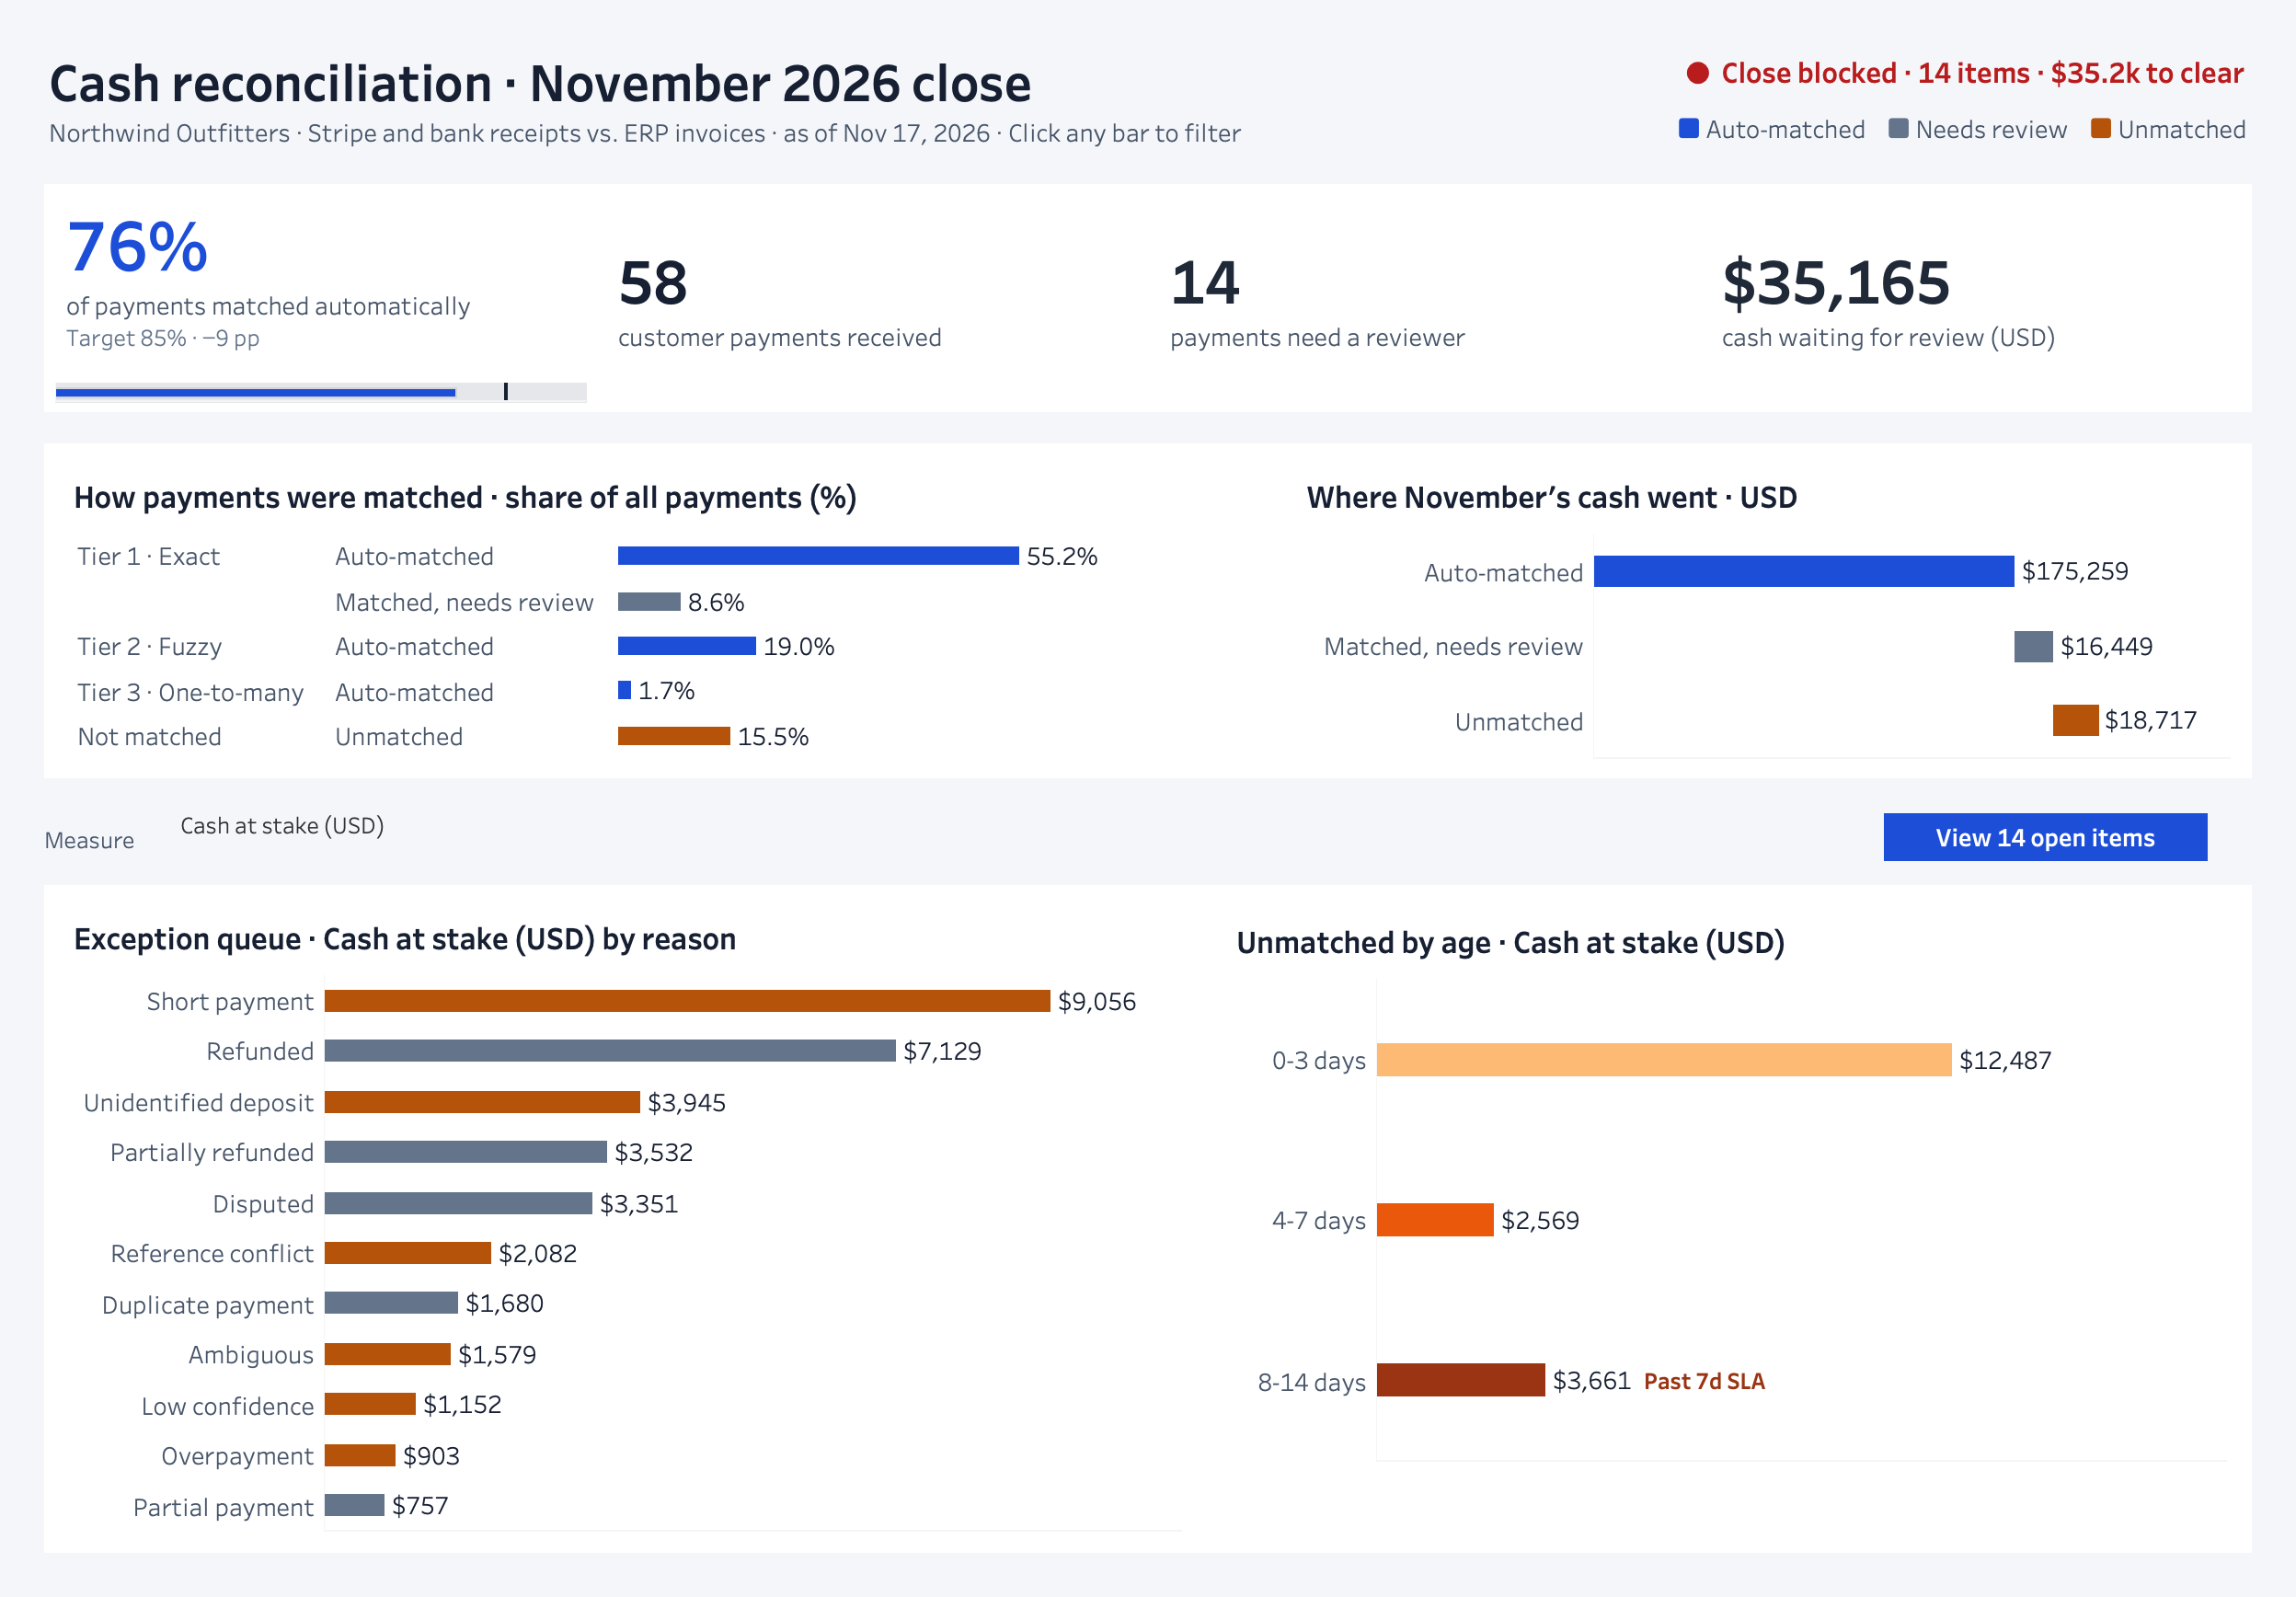 Cash reconciliation · November 2026 close
Northwind Outfitters · Stripe and bank receipts vs. ERP invoices · as of Nov 17, 2026 · Click any bar to filter
Close blocked · 14 items · $35.2k to clear
Auto-matched Needs review Unmatched
76%
of payments matched automatically
Target 85% · −9 pp
58
customer payments received
14
payments need a reviewer
$35,165
cash waiting for review (USD)
How payments were matched · share of all payments (%)
Tier 1 · Exact Auto-matched 55.2%
Matched, needs review 8.6%
Tier 2 · Fuzzy Auto-matched 19.0%
Tier 3 · One-to-many Auto-matched 1.7%
Not matched Unmatched 15.5%
Where November’s cash went · USD
Auto-matched $175,259
Matched, needs review $16,449
Unmatched $18,717
Measure Cash at stake (USD)
View 14 open items
Exception queue · Cash at stake (USD) by reason
Short payment $9,056
Refunded $7,129
Unidentified deposit $3,945
Partially refunded $3,532
Disputed $3,351
Reference conflict $2,082
Duplicate payment $1,680
Ambiguous $1,579
Low confidence $1,152
Overpayment $903
Partial payment $757
Unmatched by age · Cash at stake (USD)
0-3 days $12,487
4-7 days $2,569
8-14 days $3,661 Past 7d SLA